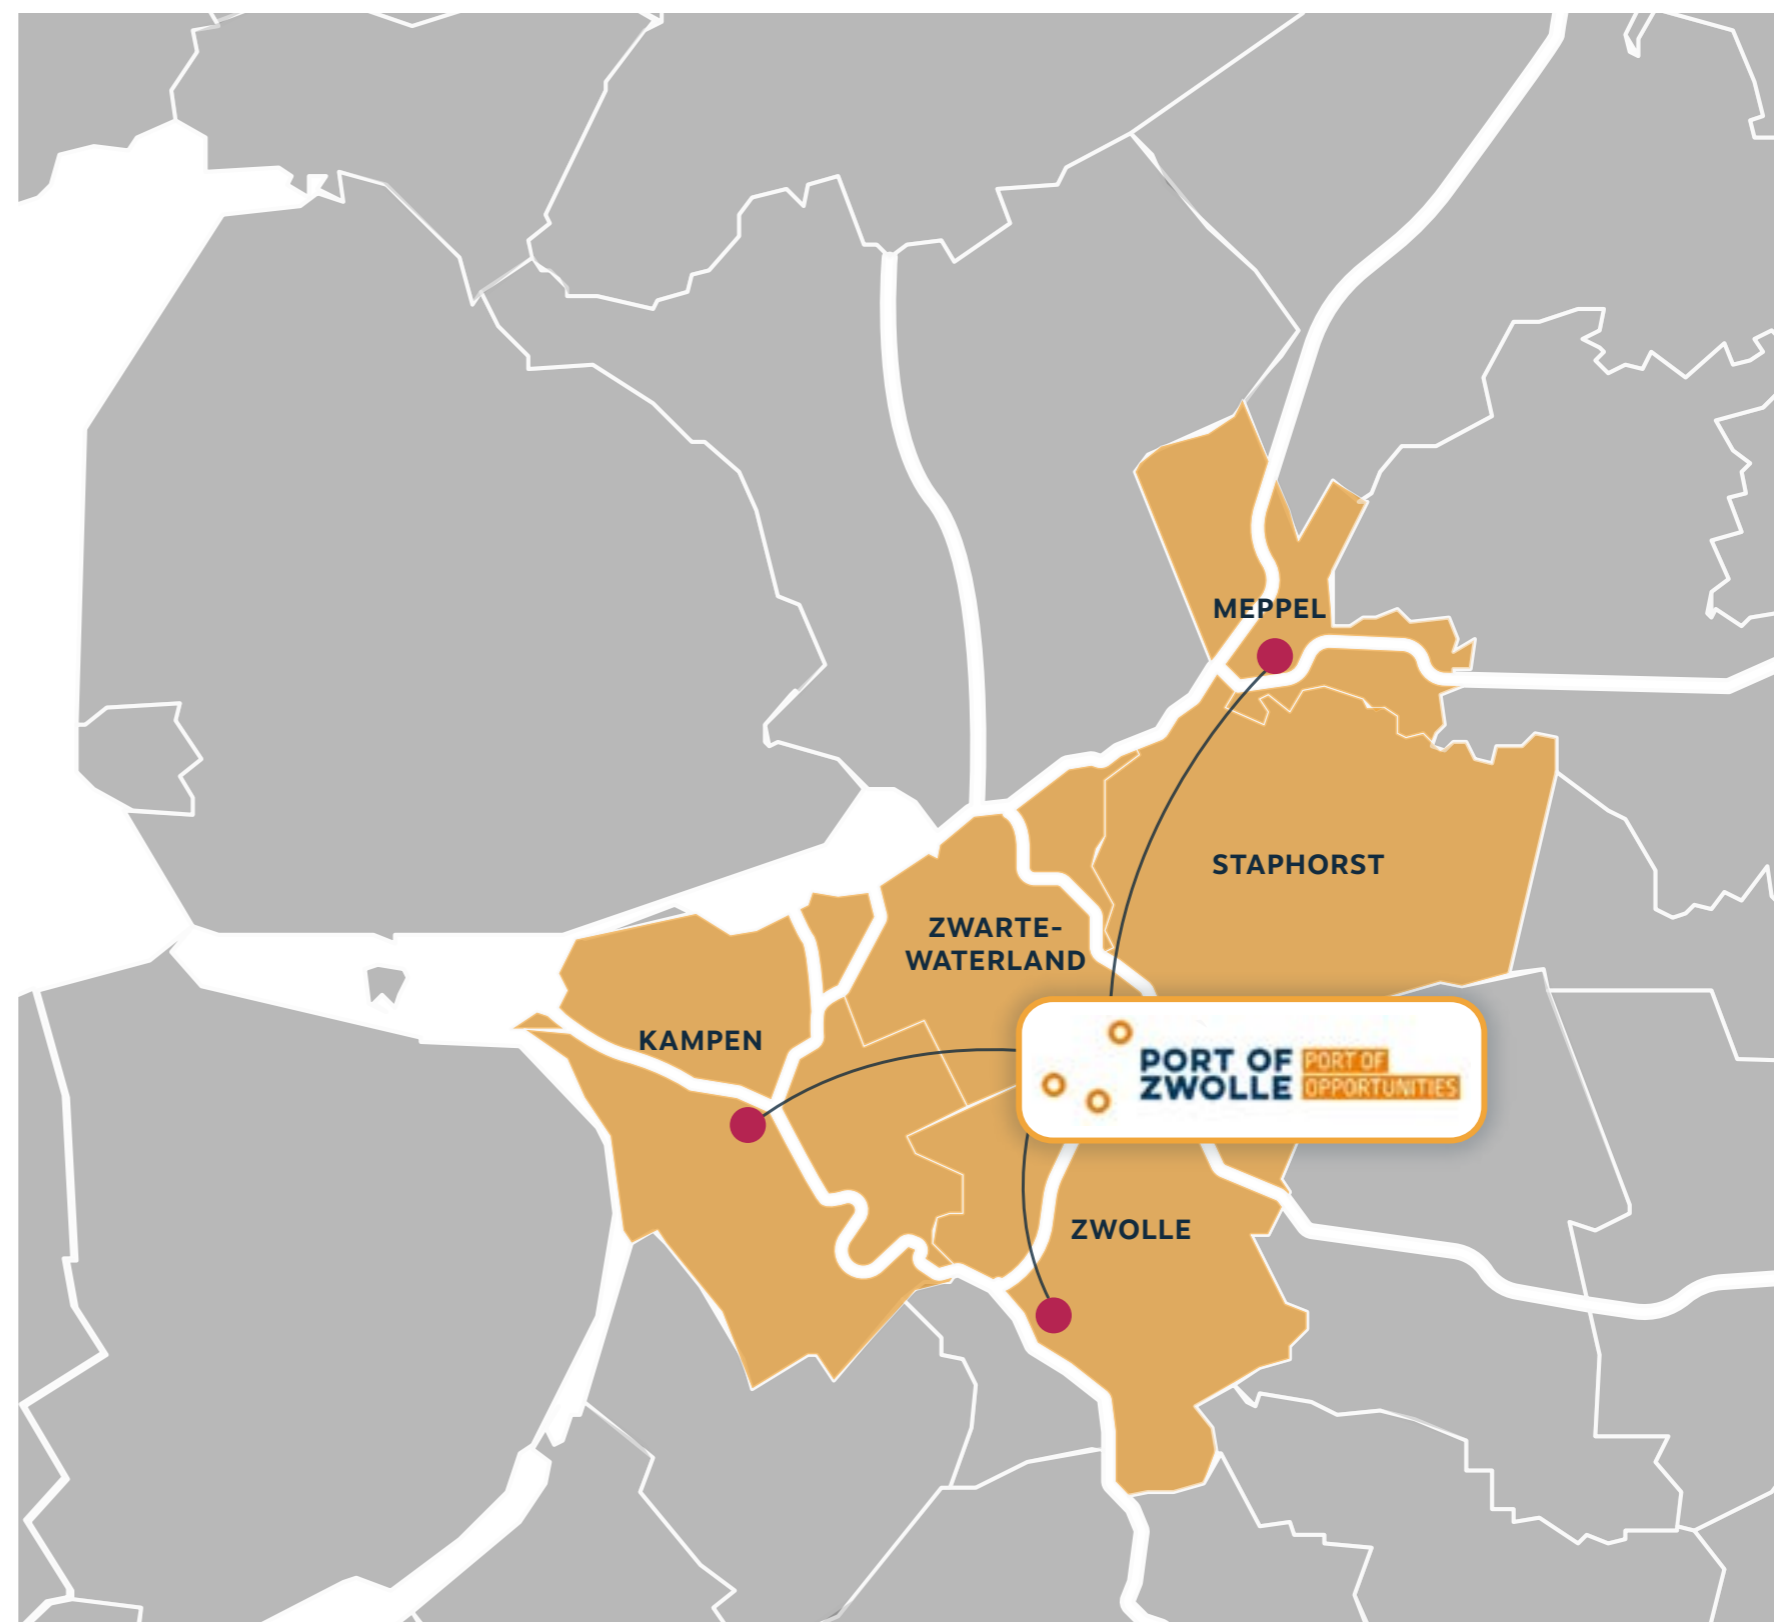 MEPPEL
STAPHORST
ZWARTE-
WATERLAND
KAMPEN
PORT OF
ZWOLLE
PORT OF
OPPORTUNITIES
ZWOLLE